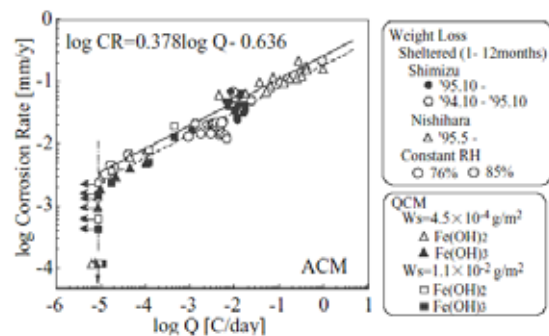 log CR=0.378log Q- 0.636
log Corrosion Rate [mm/y]
0
-1
-2
-3
-4
-6 -5 -4 -3 -2 -1 0 1
log Q [C/day]
ACM
Weight Loss
Sheltered (1- 12months)
Shimizu
● '95.10 -
○ '94.10 - '95.10
Nishihara
△ '95.5 -
Constant RH
○ 76% ○ 85%
QCM
Ws=4.5×10-4 g/m2
△ Fe(OH)2
▲ Fe(OH)3
Ws=1.1×10-2 g/m2
□ Fe(OH)2
■ Fe(OH)3